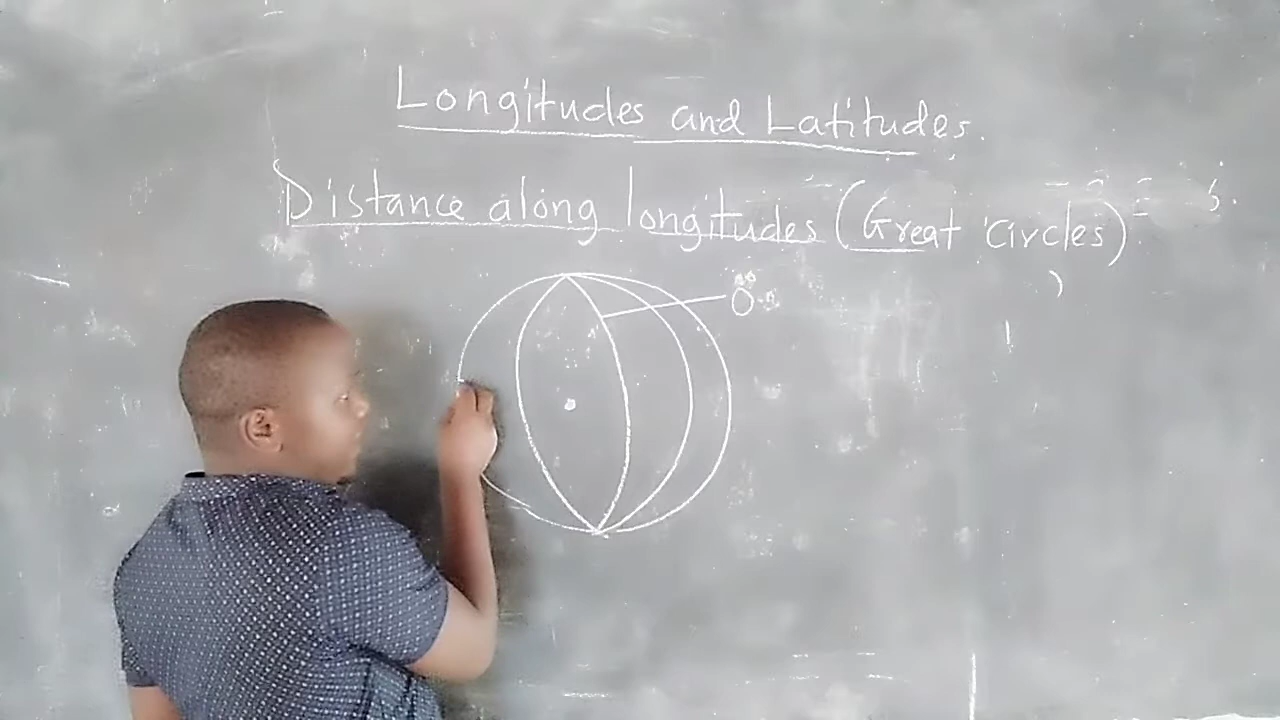 Longitudes and Latitudes.
Distance along longitudes (Great circles)
0°